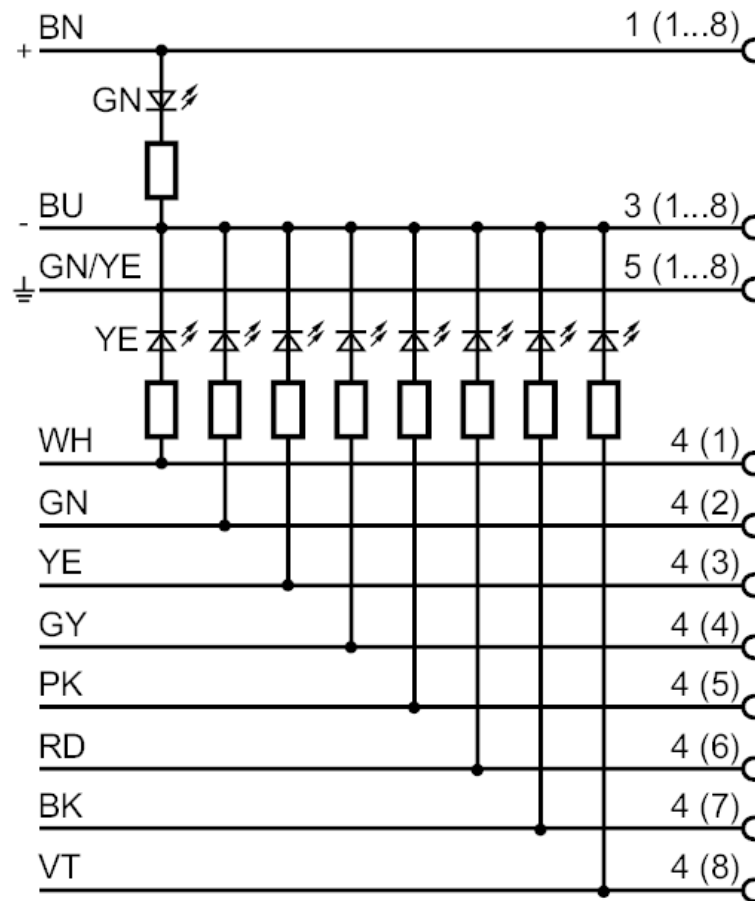 BN 1 (1...8)
+
GN
BU 3 (1...8)
-
GN/YE 5 (1...8)
YE
WH 4 (1)
GN 4 (2)
YE 4 (3)
GY 4 (4)
PK 4 (5)
RD 4 (6)
BK 4 (7)
VT 4 (8)